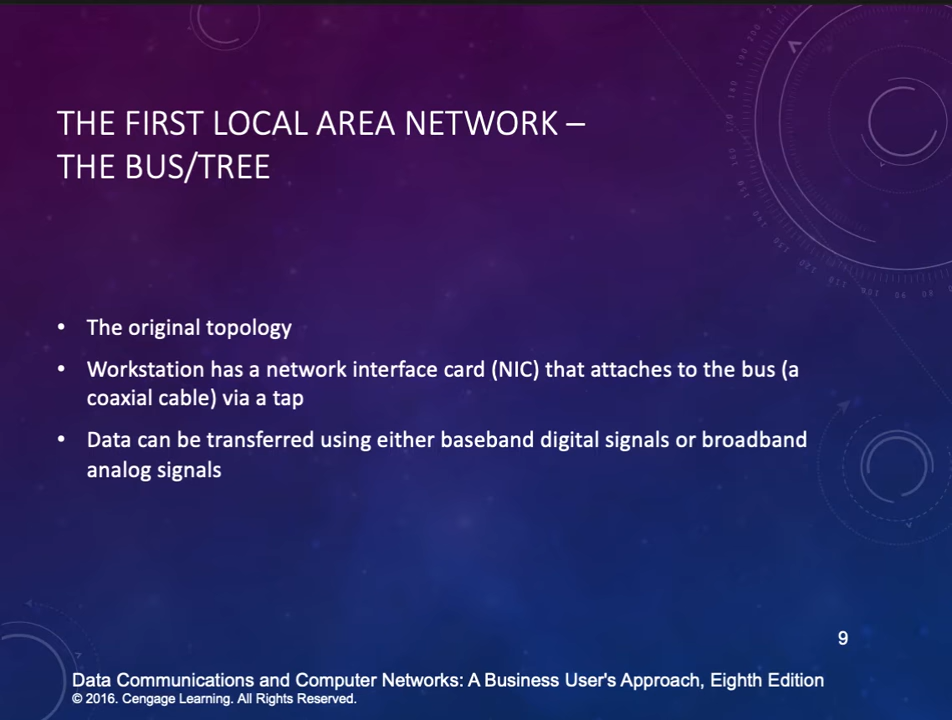 THE FIRST LOCAL AREA NETWORK –
THE BUS/TREE
• The original topology
• Workstation has a network interface card (NIC) that attaches to the bus (a
coaxial cable) via a tap
• Data can be transferred using either baseband digital signals or broadband
analog signals
9
Data Communications and Computer Networks: A Business User's Approach, Eighth Edition
© 2016. Cengage Learning. All Rights Reserved.